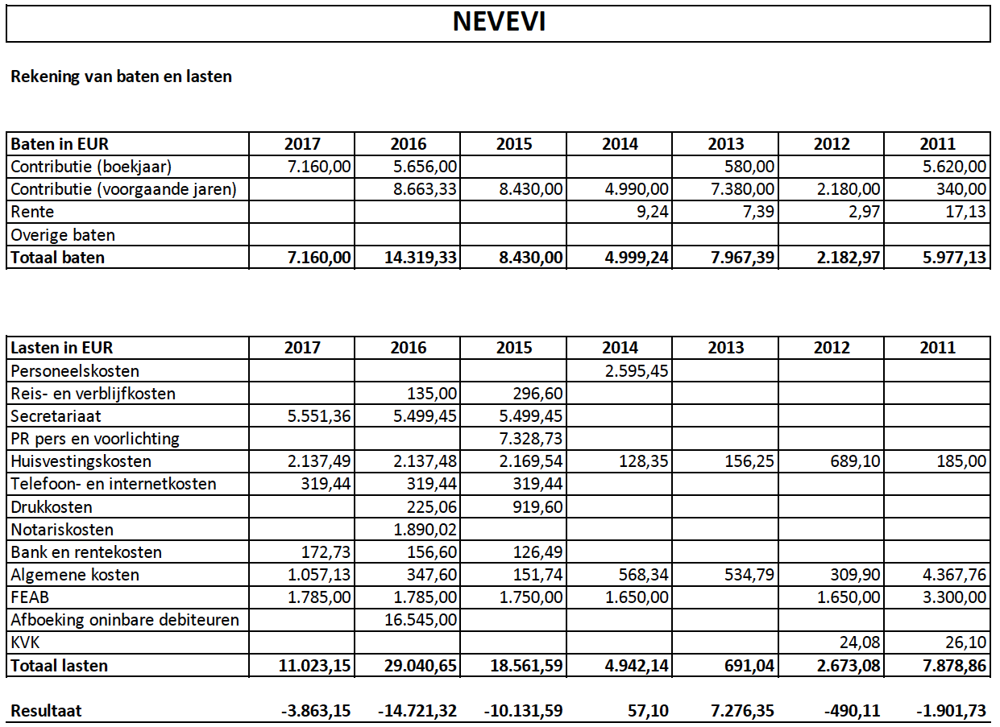 NEVEVI
Rekening van baten en lasten
Baten in EUR 2017 2016 2015 2014 2013 2012 2011
Contributie (boekjaar) 7.160,00 5.656,00 580,00 5.620,00
Contributie (voorgaande jaren) 8.663,33 8.430,00 4.990,00 7.380,00 2.180,00 340,00
Rente 9,24 7,39 2,97 17,13
Overige baten
Totaal baten 7.160,00 14.319,33 8.430,00 4.999,24 7.967,39 2.182,97 5.977,13
Lasten in EUR 2017 2016 2015 2014 2013 2012 2011
Personeelskosten 2.595,45
Reis- en verblijfkosten 135,00 296,60
Secretariaat 5.551,36 5.499,45 5.499,45
PR pers en voorlichting 7.328,73
Huisvestingskosten 2.137,49 2.137,48 2.169,54 128,35 156,25 689,10 185,00
Telefoon- en internetkosten 319,44 319,44 319,44
Drukkosten 225,06 919,60
Notariskosten 1.890,02
Bank en rentekosten 172,73 156,60 126,49
Algemene kosten 1.057,13 347,60 151,74 568,34 534,79 309,90 4.367,76
FEAB 1.785,00 1.785,00 1.750,00 1.650,00 1.650,00 3.300,00
Afboeking oninbare debiteuren 16.545,00
KVK 24,08 26,10
Totaal lasten 11.023,15 29.040,65 18.561,59 4.942,14 691,04 2.673,08 7.878,86
Resultaat -3.863,15 -14.721,32 -10.131,59 57,10 7.276,35 -490,11 -1.901,73